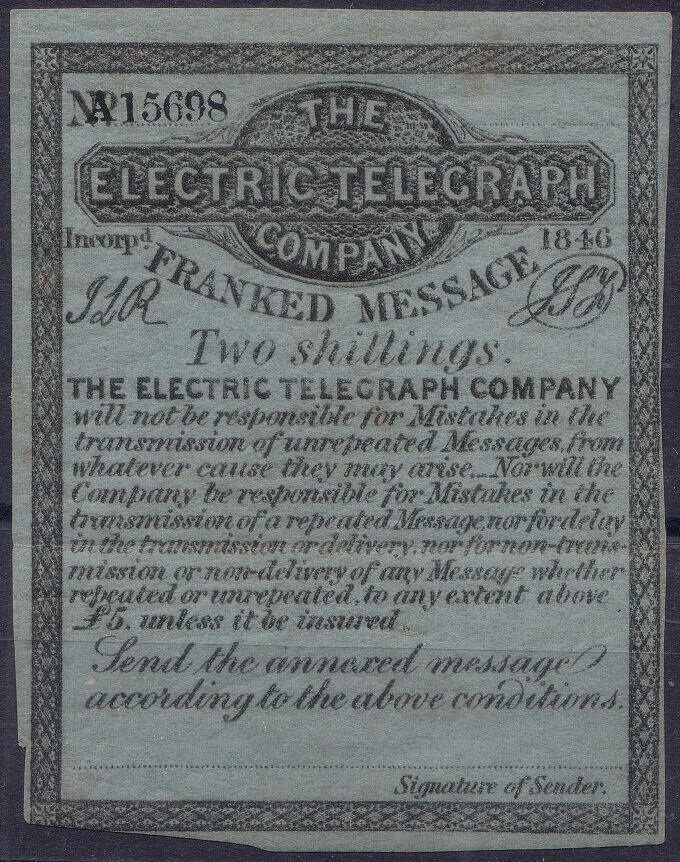 No A15698
THE
ELECTRIC TELEGRAPH
COMPANY
Incorpd 1846
FRANKED MESSAGE
JLR
Two shillings.
THE ELECTRIC TELEGRAPH COMPANY
will not be responsible for Mistakes in the
transmission of unrepeated Messages, from
whatever cause they may arise... Nor will the
Company be responsible for Mistakes in the
transmission of a repeated Message, nor for delay
in the transmission or delivery, nor for non-trans-
mission or non-delivery of any Message whether
repeated or unrepeated, to any extent above
£5. unless it be insured.
Send the annexed message
according to the above conditions.
Signature of Sender.